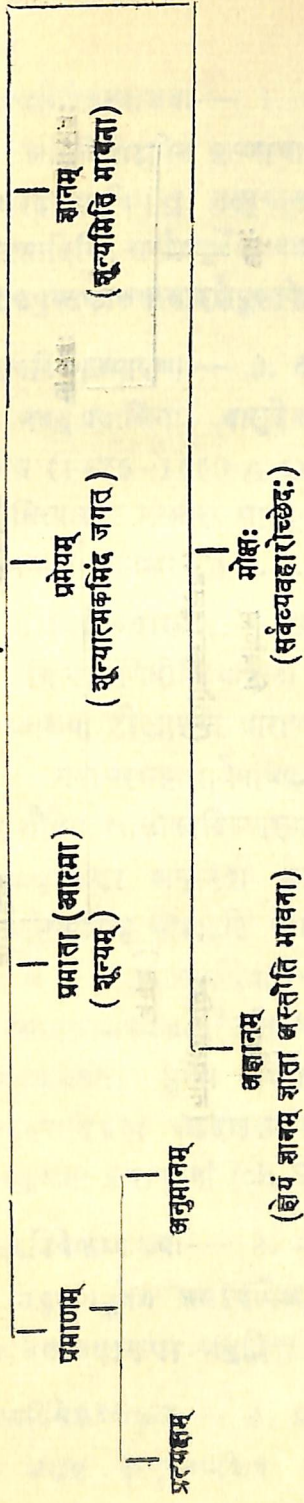 प्रमाणम्
प्रमाता (आत्मा)
(शून्यम्)
प्रमेयम्
(शून्यात्मकमिदं जगत्)
ज्ञानम्
(शून्यमिति भावना)
प्रत्यक्षम्
अनुमानम्
अज्ञानम्
(ज्ञेयं ज्ञानम् ज्ञाता अस्तीति भावना)
मोक्षः
(सर्वव्यवहारोच्छेदः)